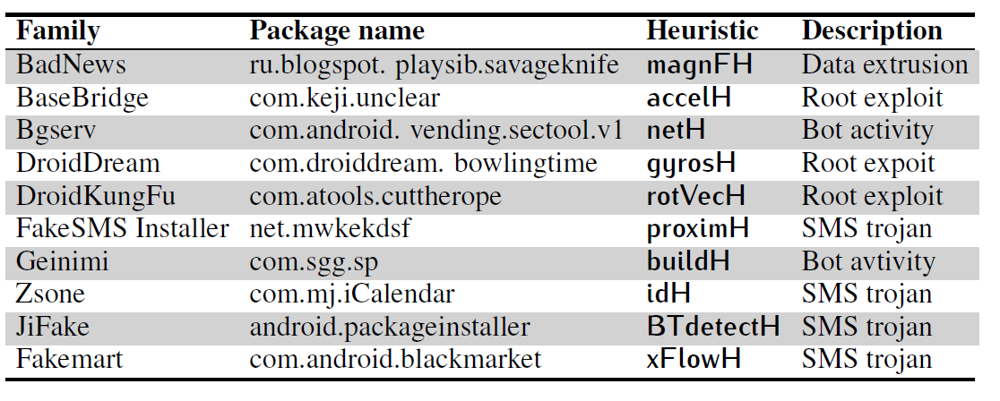 Family Package name Heuristic Description
BadNews ru.blogspot. playsib.savageknife magnFH Data extrusion
BaseBridge com.keji.unclear accelH Root exploit
Bgserv com.android. vending.sectool.v1 netH Bot activity
DroidDream com.droiddream. bowlingtime gyrosH Root expoit
DroidKungFu com.atools.cuttherope rotVecH Root exploit
FakeSMS Installer net.mwkekdsf proximH SMS trojan
Geinimi com.sgg.sp buildH Bot avtivity
Zsone com.mj.iCalendar idH SMS trojan
JiFake android.packageinstaller BTdetectH SMS trojan
Fakemart com.android.blackmarket xFlowH SMS trojan